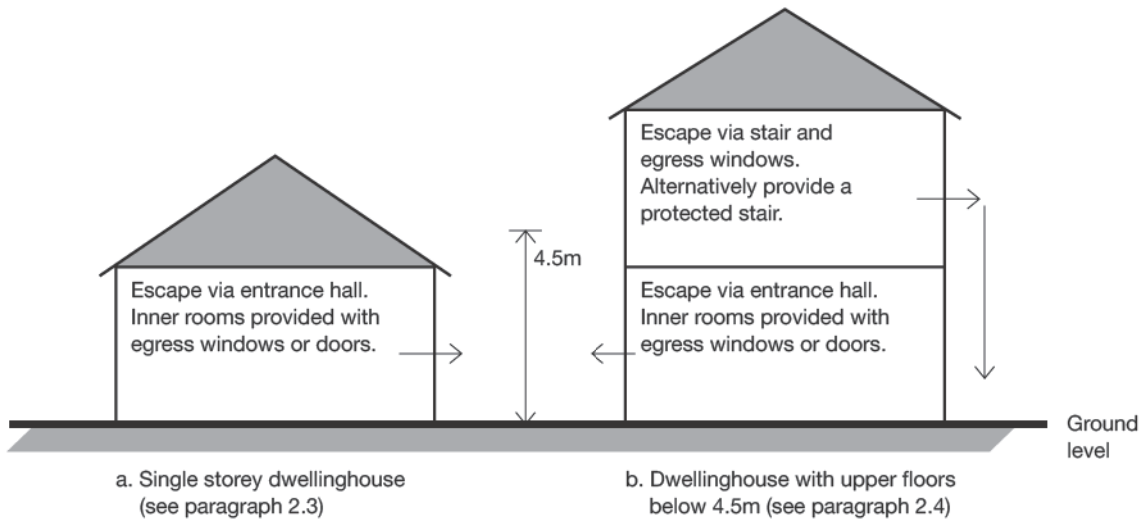 Escape via stair and
egress windows.
Alternatively provide a
protected stair.
4.5m
Escape via entrance hall.
Inner rooms provided with
egress windows or doors.
Escape via entrance hall.
Inner rooms provided with
egress windows or doors.
Ground
level
a. Single storey dwellinghouse
(see paragraph 2.3)
b. Dwellinghouse with upper floors
below 4.5m (see paragraph 2.4)